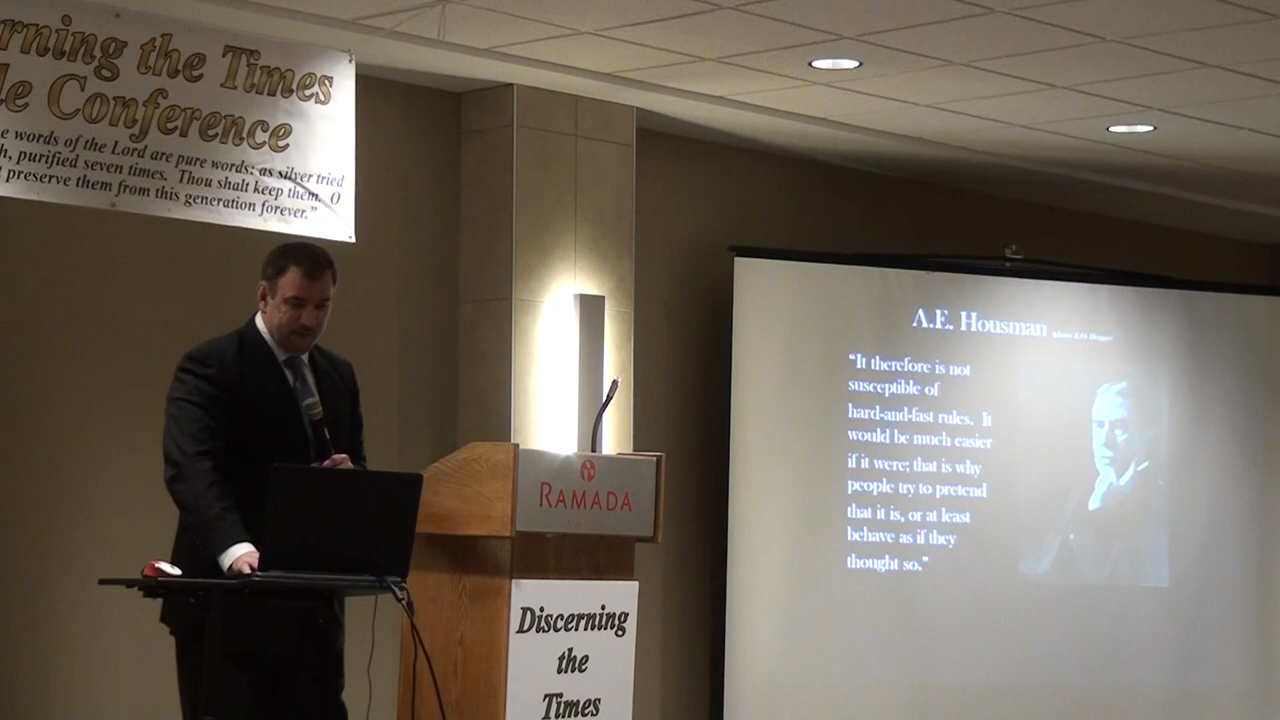 rning the Times
le Conference
e words of the Lord are pure words: as silver tried
h, purified seven times. Thou shalt keep them, O
t preserve them from this generation forever."
A.E. Housman
"It therefore is not
susceptible of
hard-and-fast rules. It
would be much easier
if it were; that is why
people try to pretend
that it is, or at least
behave as if they
thought so."
RAMADA
Discerning
the
Times